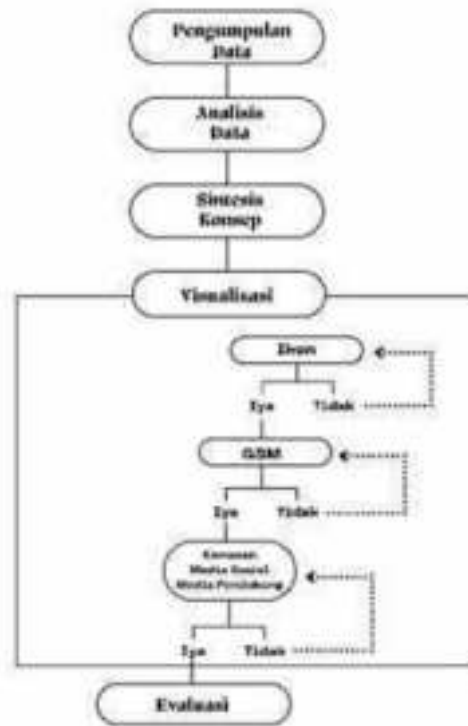 Pengumpulan
Data
Analisis
Data
Sintesis
Konsep
Visualisasi
Iya Tidak
GSM
Iya Tidak
Kemasan
Media Sosial
Media Pendukung
Iya Tidak
Evaluasi